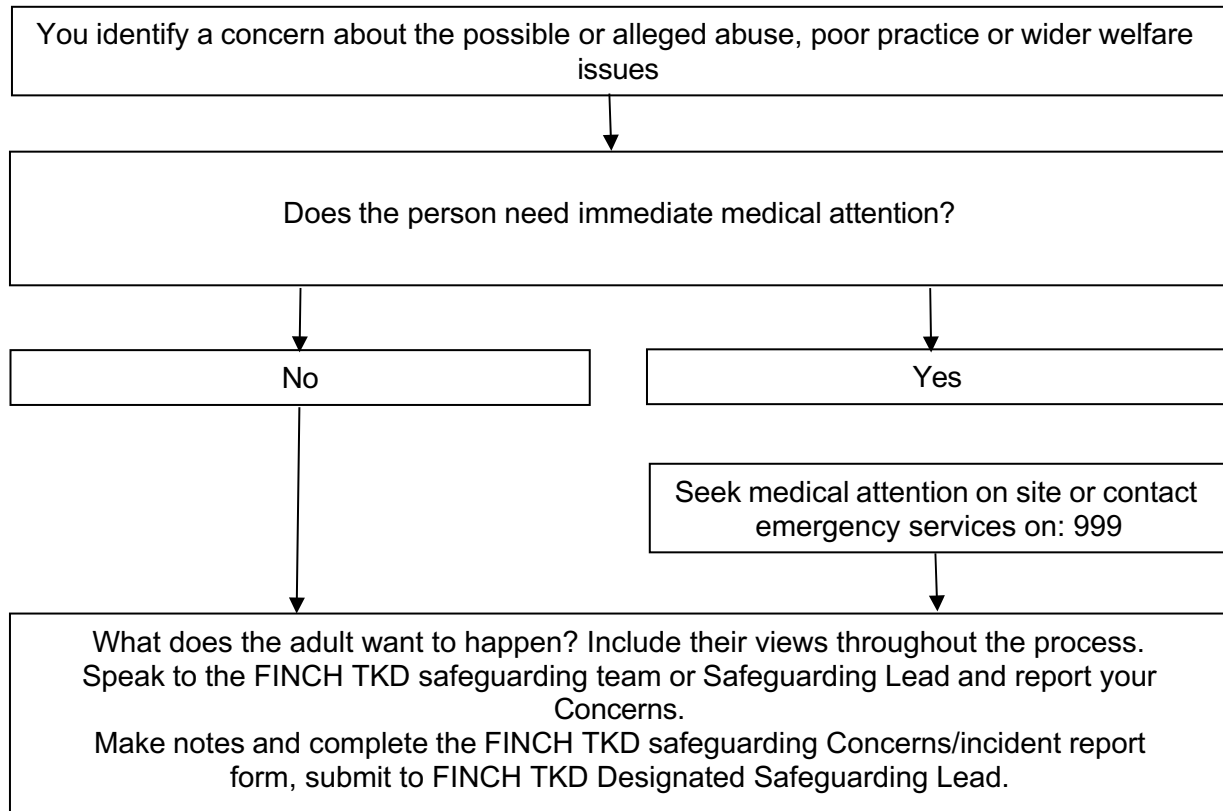 You identify a concern about the possible or alleged abuse, poor practice or wider welfare
issues
Does the person need immediate medical attention?
No
Yes
Seek medical attention on site or contact
emergency services on: 999
What does the adult want to happen? Include their views throughout the process.
Speak to the FINCH TKD safeguarding team or Safeguarding Lead and report your
Concerns.
Make notes and complete the FINCH TKD safeguarding Concerns/incident report
form, submit to FINCH TKD Designated Safeguarding Lead.